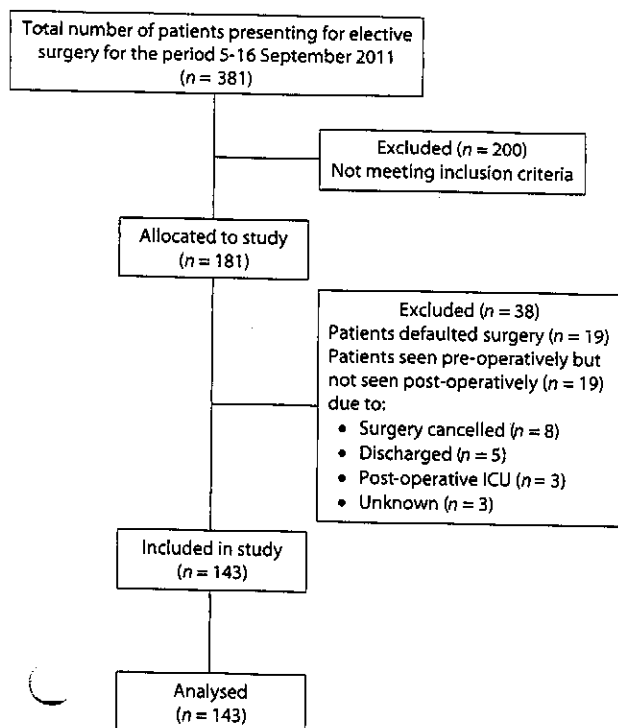 Total number of patients presenting for elective
surgery for the period 5-16 September 2011
(n = 381)
Excluded (n = 200)
Not meeting inclusion criteria
Allocated to study
(n = 181)
Excluded (n = 38)
Patients defaulted surgery (n = 19)
Patients seen pre-operatively but
not seen post-operatively (n = 19)
due to:
• Surgery cancelled (n = 8)
• Discharged (n = 5)
• Post-operative ICU (n = 3)
• Unknown (n = 3)
Included in study
(n = 143)
Analysed
(n = 143)